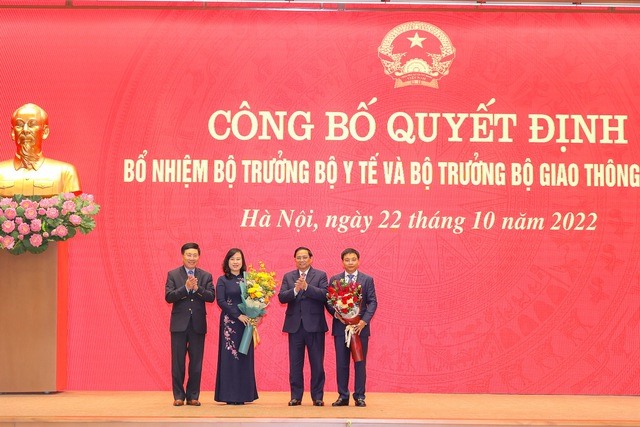 CÔNG BỐ QUYẾT ĐỊNH
BỔ NHIỆM BỘ TRƯỞNG BỘ Y TẾ VÀ BỘ TRƯỞNG BỘ GIAO THÔNG
Hà Nội, ngày 22 tháng 10 năm 2022